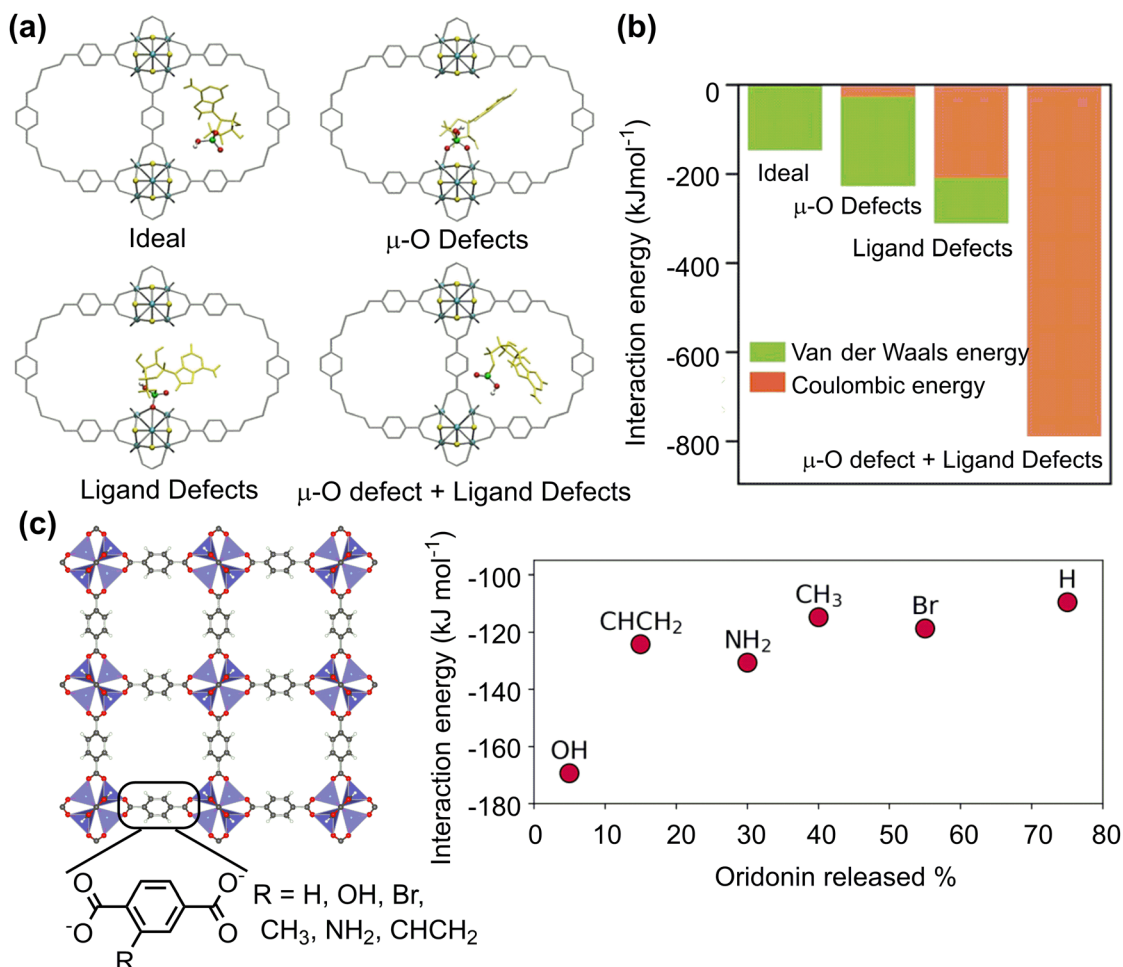 (a)
Ideal
μ-O Defects
Ligand Defects
μ-O defect + Ligand Defects
(b)
Interaction energy (kJmol⁻¹)
0
-200
-400
-600
-800
Ideal
μ-O Defects
Ligand Defects
Van der Waals energy
Coulombic energy
μ-O defect + Ligand Defects
(c)
O
O⁻
⁻O
O
R
R = H, OH, Br,
CH₃, NH₂, CHCH₂
Interaction energy (kJ mol⁻¹)
-100
-120
-140
-160
-180
OH
CHCH₂
NH₂
CH₃
Br
H
0 10 20 30 40 50 60 70 80
Oridonin released %